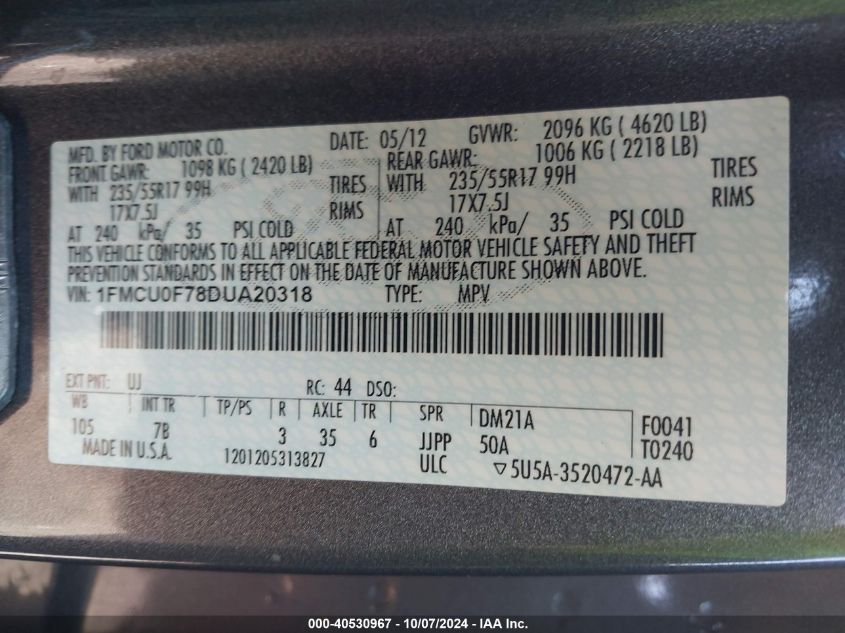 MFD. BY FORD MOTOR CO. DATE: 05/12 GVWR: 2096 KG ( 4620 LB)
FRONT GAWR: 1098 KG ( 2420 LB) REAR GAWR: 1006 KG ( 2218 LB)
WITH 235/55R17 99H TIRES WITH 235/55R17 99H TIRES
17X7.5J RIMS 17X7.5J RIMS
AT 240 kPa/ 35 PSI COLD AT 240 kPa/ 35 PSI COLD
THIS VEHICLE CONFORMS TO ALL APPLICABLE FEDERAL MOTOR VEHICLE SAFETY AND THEFT
PREVENTION STANDARDS IN EFFECT ON THE DATE OF MANUFACTURE SHOWN ABOVE.
VIN: 1FMCU0F78DUA20318 TYPE: MPV
EXT PNT: UJ RC: 44 DSO:
WB INT TR TP/PS R AXLE TR SPR DM21A F0041
105 7B 3 35 6 JJPP 50A T0240
MADE IN U.S.A. 1201205313827 ULC ▽5U5A-3520472-AA
000-40530967 - 10/07/2024 - IAA Inc.